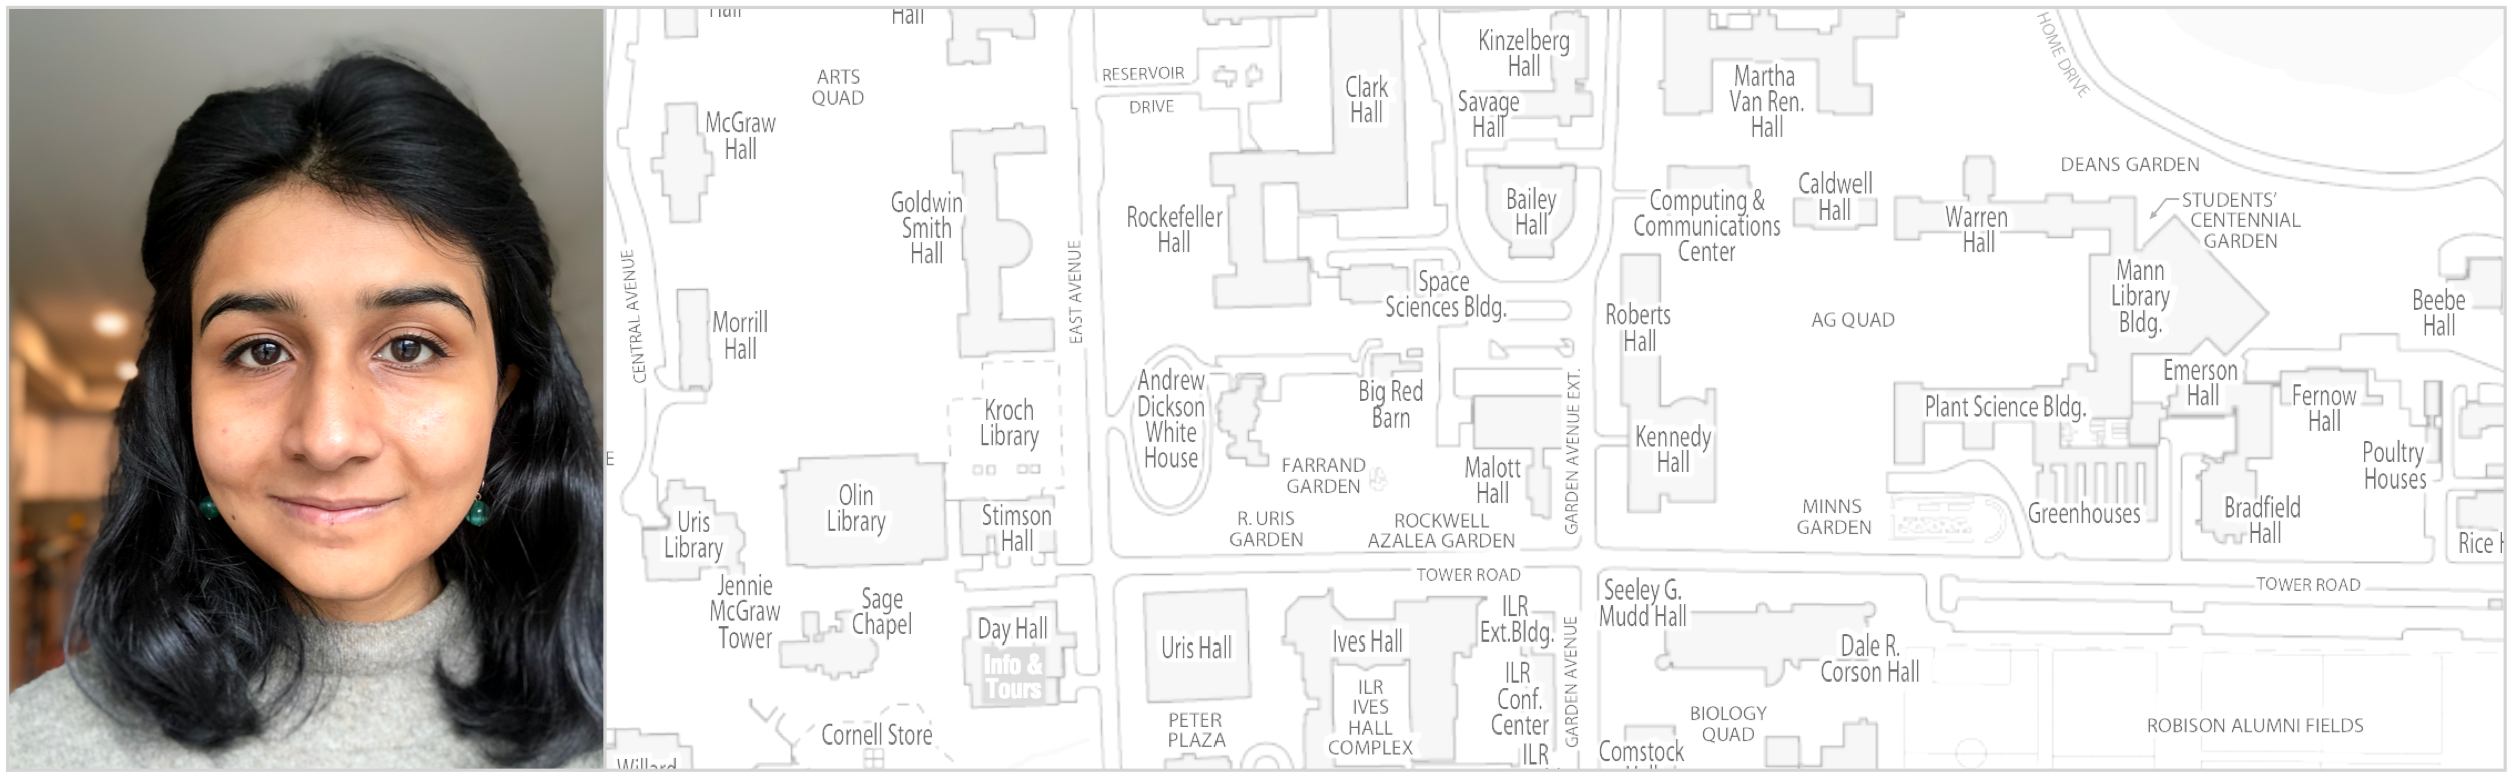 Hall
Hall
ARTS
QUAD
McGraw
Hall
Goldwin
Smith
Hall
CENTRAL AVENUE
Morrill
Hall
EAST AVENUE
RESERVOIR
DRIVE
Clark
Hall
Rockefeller
Hall
Kinzelberg
Hall
Savage
Hall
Bailey
Hall
Space
Sciences Bldg.
Martha
Van Ren.
Hall
Computing &
Communications
Center
Caldwell
Hall
Warren
Hall
HOME DRIVE
DEANS GARDEN
STUDENTS’
CENTENNIAL
GARDEN
Mann
Library
Bldg.
Beebe
Hall
Roberts
Hall
AG QUAD
Kroch
Library
Andrew
Dickson
White
House
Big Red
Barn
GARDEN AVENUE EXT.
Kennedy
Hall
Plant Science Bldg.
Emerson
Hall
Fernow
Hall
Poultry
Houses
E
Uris
Library
Olin
Library
Stimson
Hall
FARRAND
GARDEN
Malott
Hall
R. URIS
GARDEN
ROCKWELL
AZALEA GARDEN
MINNS
GARDEN
Greenhouses
Bradfield
Hall
Rice
TOWER ROAD
TOWER ROAD
Jennie
McGraw
Tower
Sage
Chapel
Day Hall
Info &
Tours
Uris Hall
Ives Hall
ILR
Ext.Bldg.
Seeley G.
Mudd Hall
Dale R.
Corson Hall
ILR
Conf.
Center
ILR
IVES
HALL
COMPLEX
GARDEN AVENUE
PETER
PLAZA
Cornell Store
Willard
ILR
Comstock
BIOLOGY
QUAD
ROBISON ALUMNI FIELDS